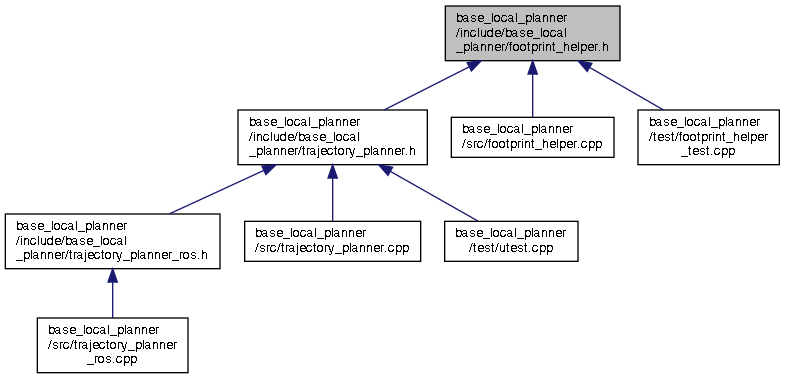 base_local_planner
/include/base_local
_planner/footprint_helper.h
base_local_planner
/include/base_local
_planner/trajectory_planner.h
base_local_planner
/src/footprint_helper.cpp
base_local_planner
/test/footprint_helper
_test.cpp
base_local_planner
/include/base_local
_planner/trajectory_planner_ros.h
base_local_planner
/src/trajectory_planner.cpp
base_local_planner
/test/utest.cpp
base_local_planner
/src/trajectory_planner
_ros.cpp